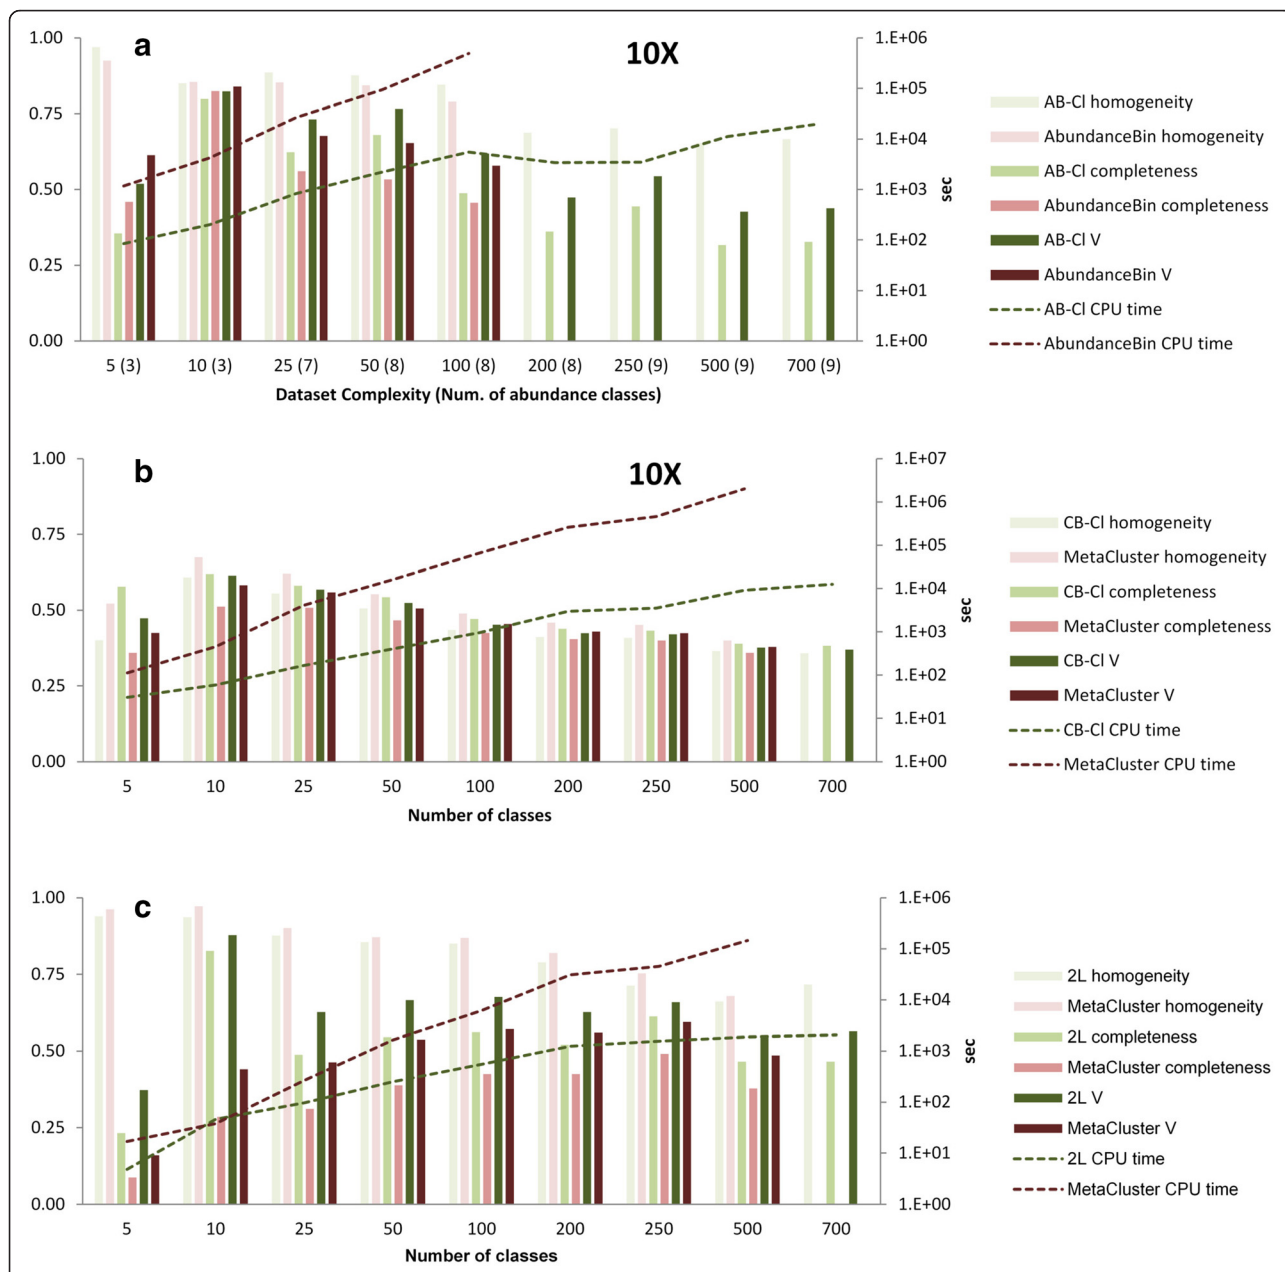 a
10X
1.00
0.75
0.50
0.25
0.00
1.E+06
1.E+05
1.E+04
1.E+03
1.E+02
1.E+01
1.E+00
sec
5 (3) 10 (3) 25 (7) 50 (8) 100 (8) 200 (8) 250 (9) 500 (9) 700 (9)
Dataset Complexity (Num. of abundance classes)
AB-Cl homogeneity
AbundanceBin homogeneity
AB-Cl completeness
AbundanceBin completeness
AB-Cl V
AbundanceBin V
AB-Cl CPU time
AbundanceBin CPU time
b
10X
1.00
0.75
0.50
0.25
0.00
1.E+07
1.E+06
1.E+05
1.E+04
1.E+03
1.E+02
1.E+01
1.E+00
sec
5 10 25 50 100 200 250 500 700
Number of classes
CB-Cl homogeneity
MetaCluster homogeneity
CB-Cl completeness
MetaCluster completeness
CB-Cl V
MetaCluster V
CB-Cl CPU time
MetaCluster CPU time
c
1.00
0.75
0.50
0.25
0.00
1.E+06
1.E+05
1.E+04
1.E+03
1.E+02
1.E+01
1.E+00
sec
5 10 25 50 100 200 250 500 700
Number of classes
2L homogeneity
MetaCluster homogeneity
2L completeness
MetaCluster completeness
2L V
MetaCluster V
2L CPU time
MetaCluster CPU time